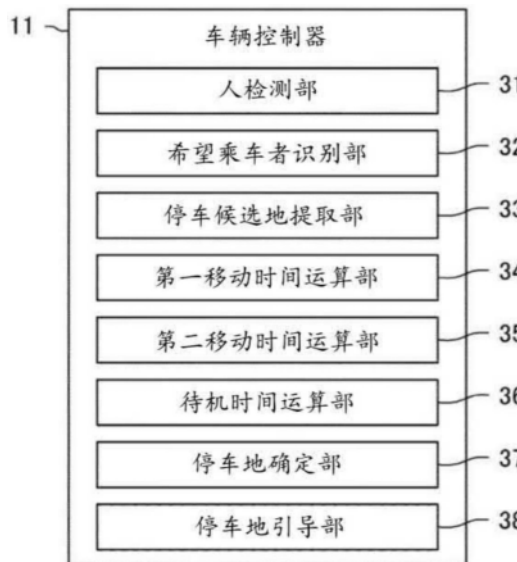 11
车辆控制器
人检测部 31
希望乘车者识别部 32
停车候选地提取部 33
第一移动时间运算部 34
第二移动时间运算部 35
待机时间运算部 36
停车地确定部 37
停车地引导部 38